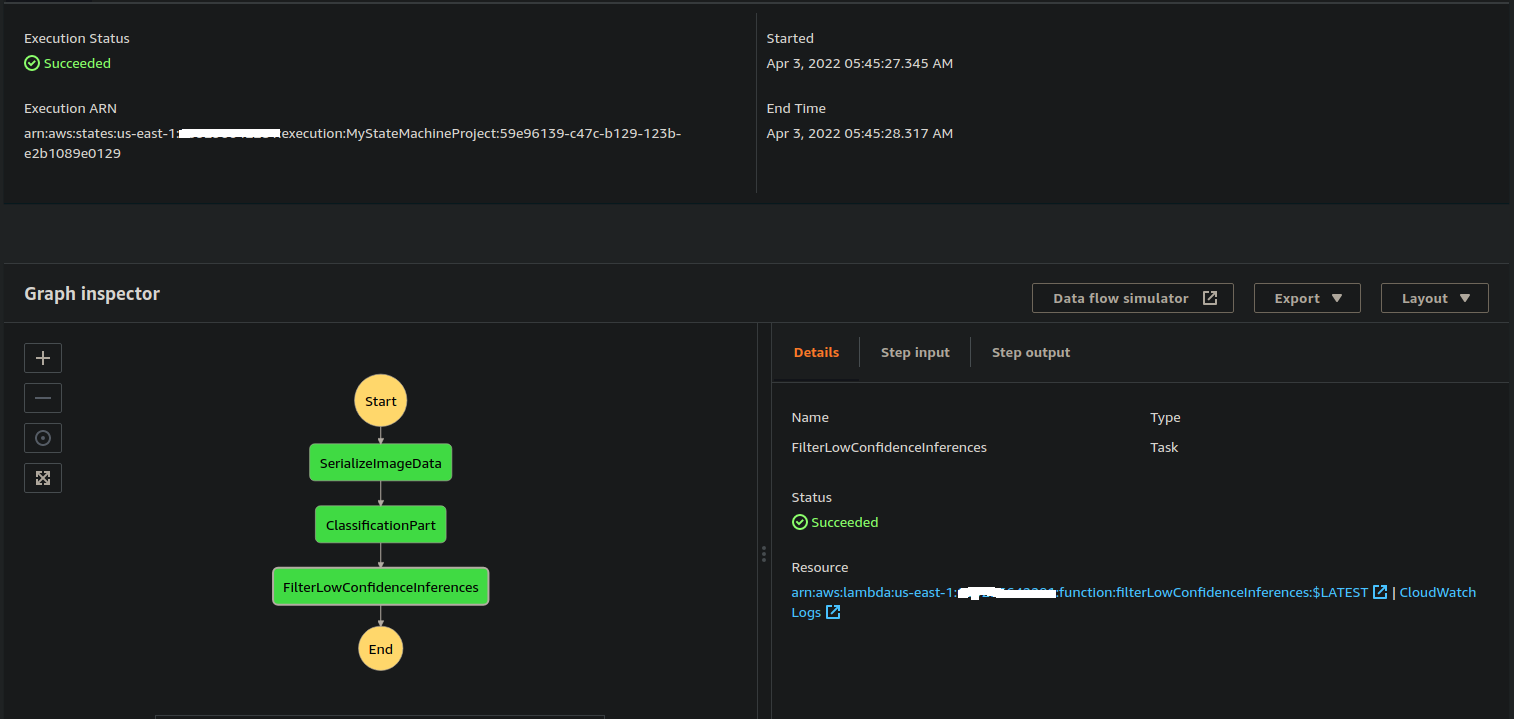 Execution Status
Succeeded
Execution ARN
arn:aws:states:us-east-1: execution:MyStateMachineProject:59e96139-c47c-b129-123b-
e2b1089e0129
Started
Apr 3, 2022 05:45:27.345 AM
End Time
Apr 3, 2022 05:45:28.317 AM
Graph inspector
Data flow simulator
Export
Layout
Start
SerializeImageData
ClassificationPart
FilterLowConfidenceInferences
End
Details
Step input
Step output
Name
FilterLowConfidenceInferences
Type
Task
Status
Succeeded
Resource
arn:aws:lambda:us-east-1: :function:filterLowConfidenceInferences:$LATEST | CloudWatch
Logs